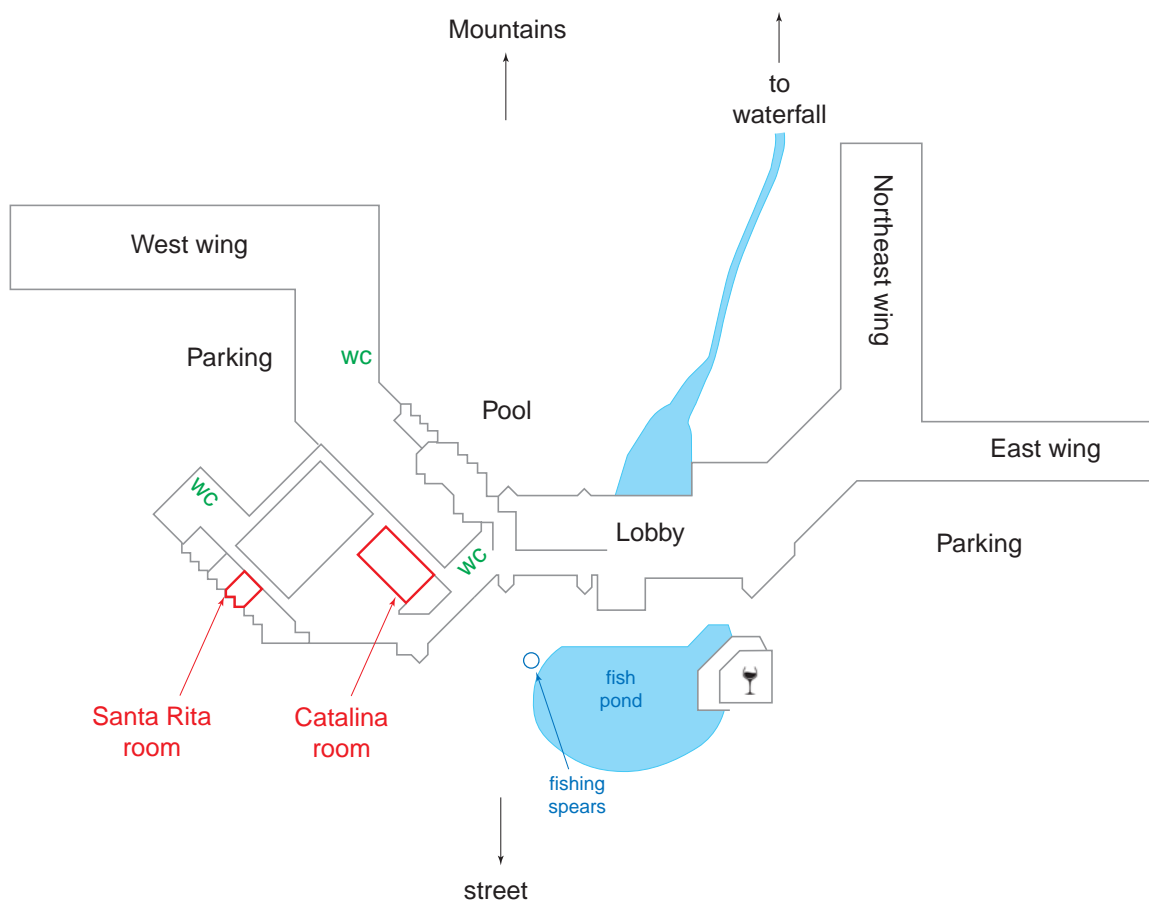 Mountains
to
waterfall
Northeast wing
West wing
Parking
wc
Pool
East wing
wc
Lobby
Parking
wc
fish
pond
Santa Rita
room
Catalina
room
fishing
spears
street